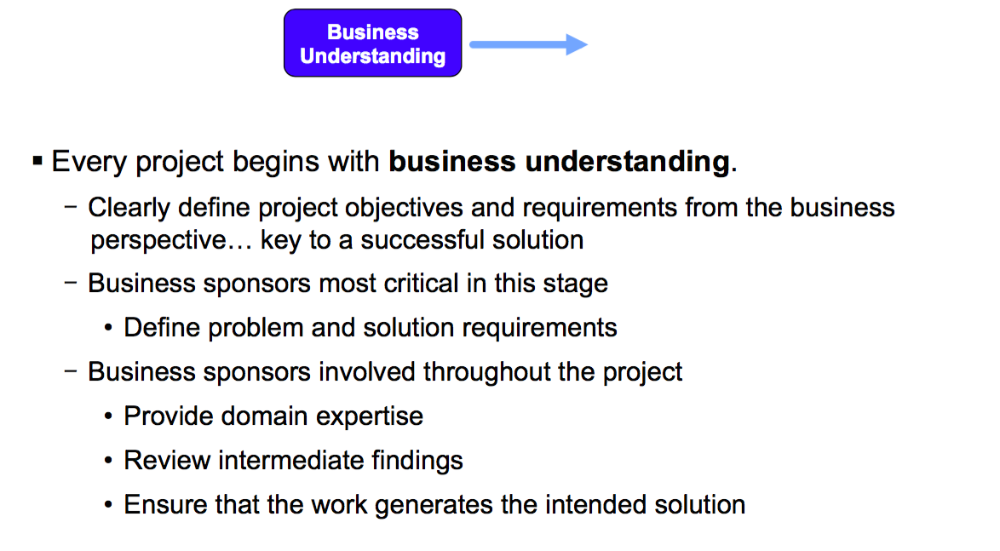 Business
Understanding
▪ Every project begins with business understanding.
– Clearly define project objectives and requirements from the business
perspective… key to a successful solution
– Business sponsors most critical in this stage
• Define problem and solution requirements
– Business sponsors involved throughout the project
• Provide domain expertise
• Review intermediate findings
• Ensure that the work generates the intended solution